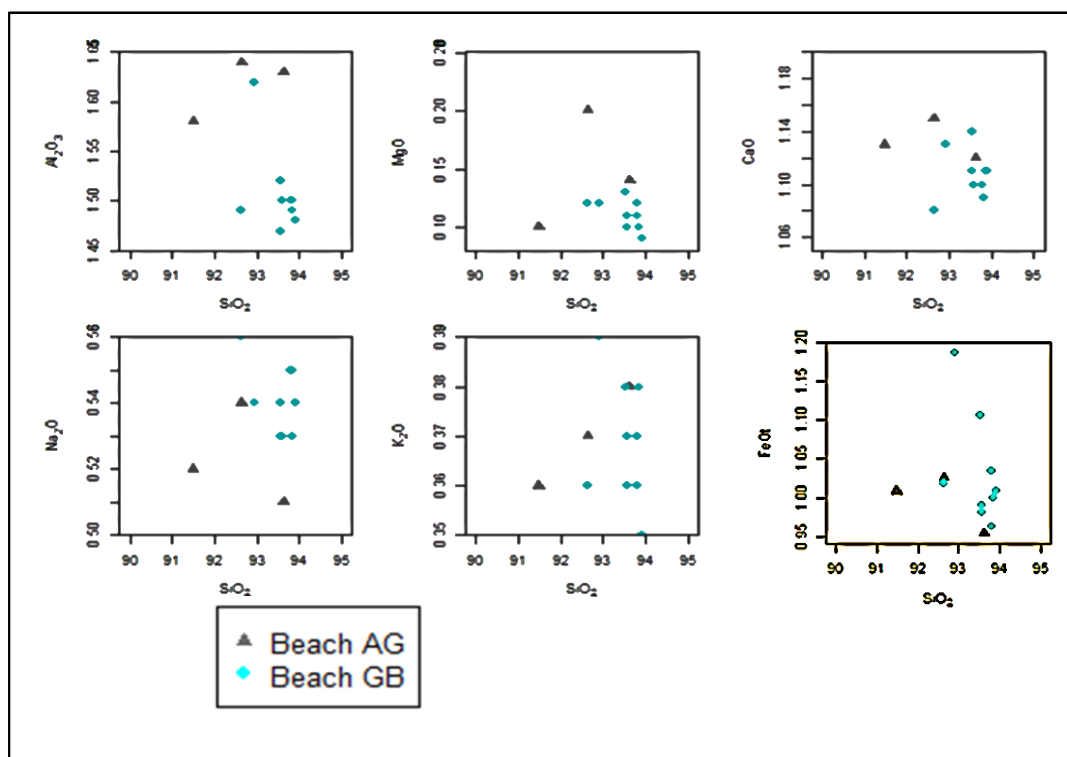 Al2O3
1.45 1.50 1.55 1.60 1.65
90 91 92 93 94 95
SiO2
MgO
0.10 0.15 0.20 0.20
90 91 92 93 94 95
SiO2
CaO
1.06 1.10 1.14 1.18
90 91 92 93 94 95
SiO2
Na2O
0.50 0.52 0.54 0.56
90 91 92 93 94 95
SiO2
K2O
0.35 0.36 0.37 0.38 0.39
90 91 92 93 94 95
SiO2
FeOt
0.95 1.00 1.05 1.10 1.15 1.20
90 91 92 93 94 95
SiO2
Beach AG
Beach GB